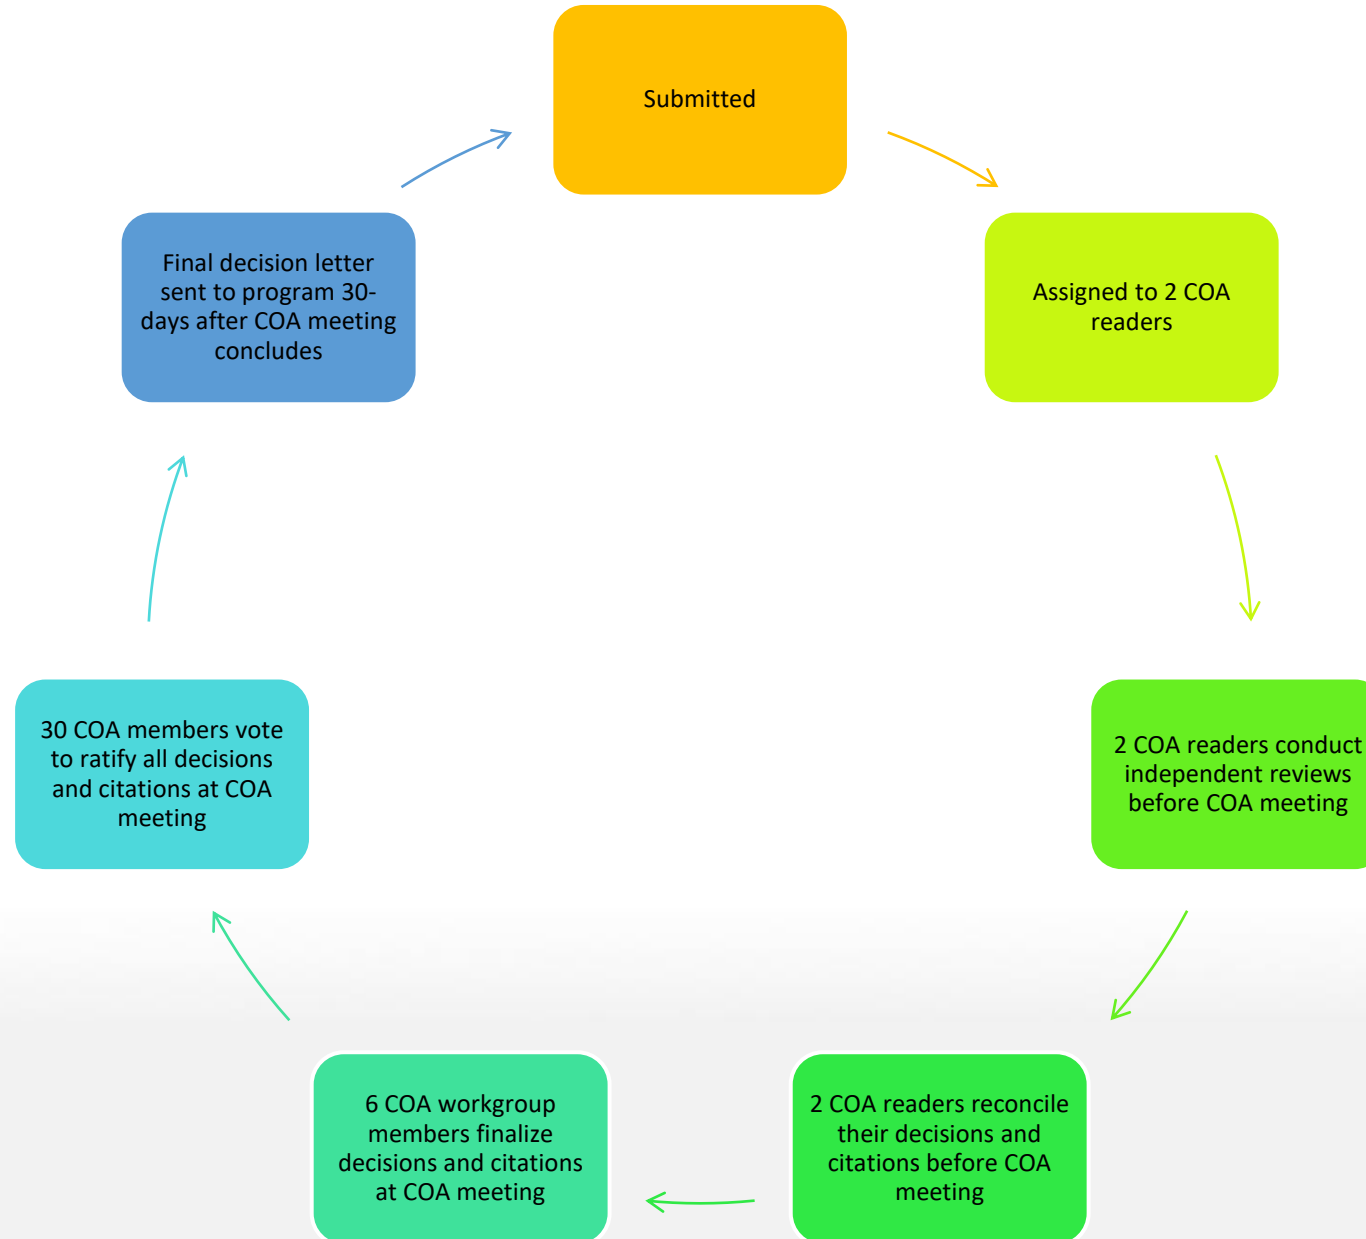 Submitted
Assigned to 2 COA
readers
2 COA readers conduct
independent reviews
before COA meeting
2 COA readers reconcile
their decisions and
citations before COA
meeting
6 COA workgroup
members finalize
decisions and citations
at COA meeting
30 COA members vote
to ratify all decisions
and citations at COA
meeting
Final decision letter
sent to program 30-
days after COA meeting
concludes